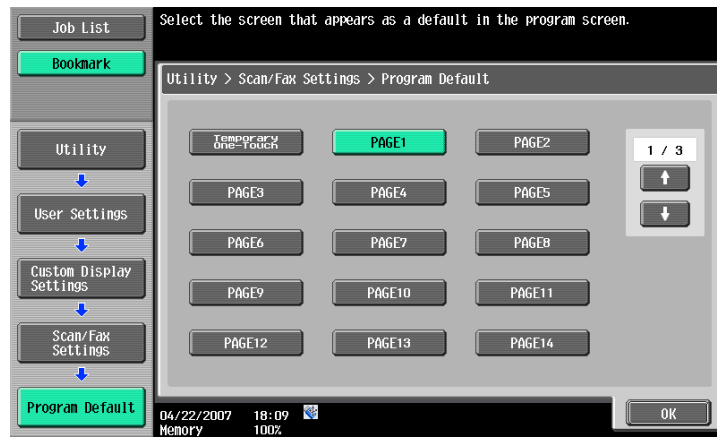 Job List
Select the screen that appears as a default in the program screen.
Bookmark
Utility > Scan/Fax Settings > Program Default
Temporary
One-Touch
PAGE1
PAGE2
1 / 3
Utility
PAGE3
PAGE4
PAGE5
User Settings
PAGE6
PAGE7
PAGE8
Custom Display
Settings
PAGE9
PAGE10
PAGE11
Scan/Fax
Settings
PAGE12
PAGE13
PAGE14
Program Default
04/22/2007 18:09
Memory 100%
OK